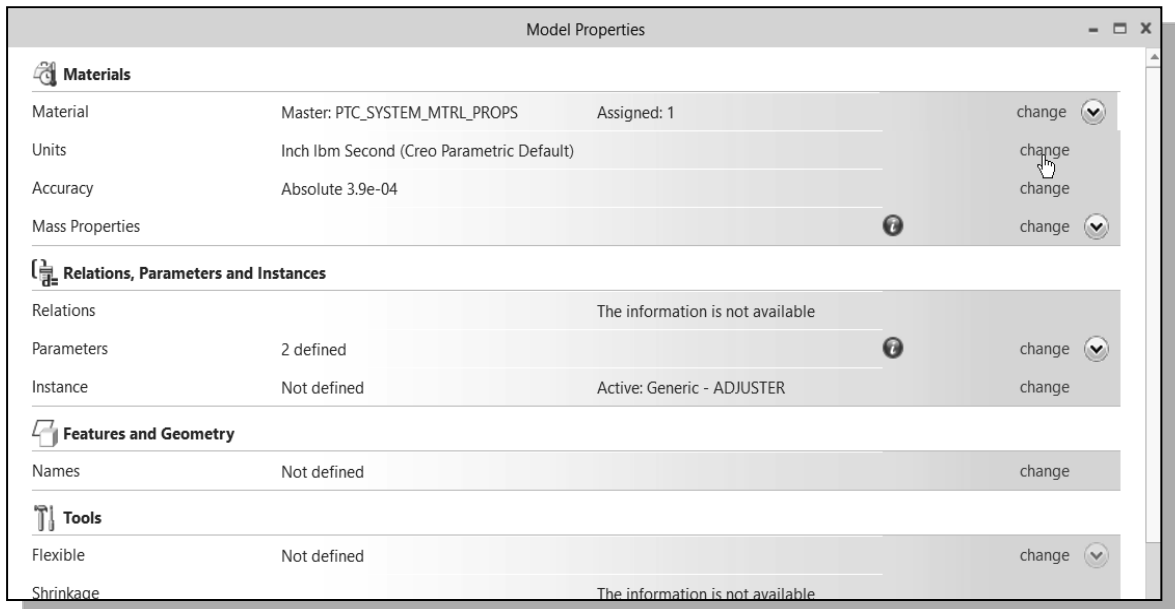 Model Properties
Materials
Material Master: PTC_SYSTEM_MTRL_PROPS Assigned: 1 change
Units Inch lbm Second (Creo Parametric Default) change
Accuracy Absolute 3.9e-04 change
Mass Properties change
Relations, Parameters and Instances
Relations The information is not available
Parameters 2 defined change
Instance Not defined Active: Generic - ADJUSTER change
Features and Geometry
Names Not defined change
Tools
Flexible Not defined change
Shrinkage The information is not available